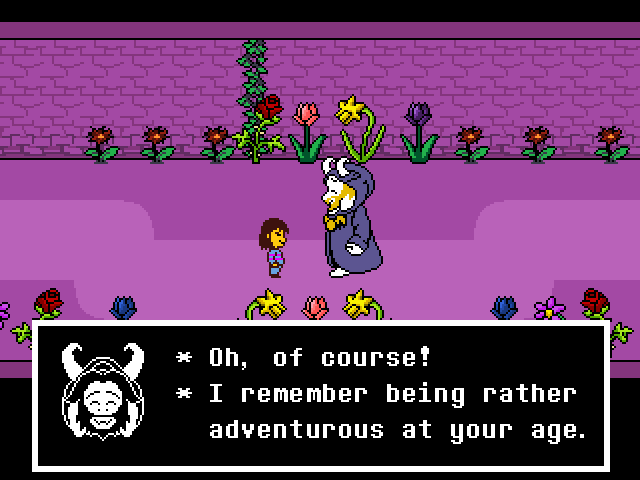 * Oh, of course!
* I remember being rather
adventurous at your age.